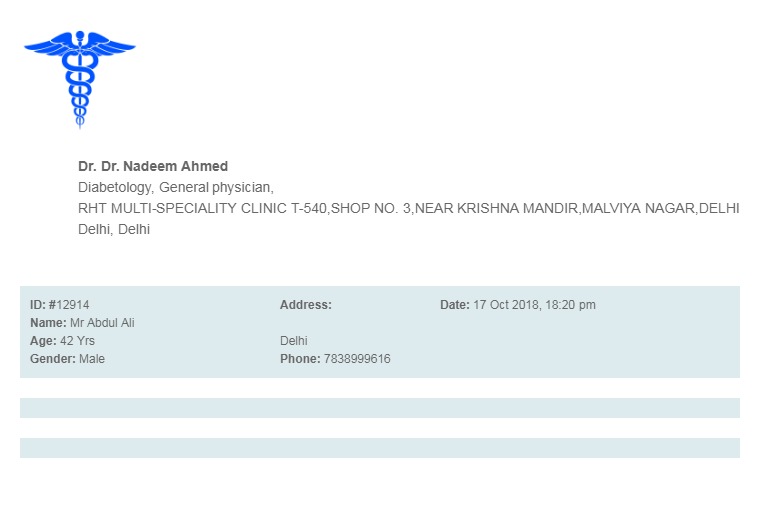 Dr. Dr. Nadeem Ahmed
Diabetology, General physician,
RHT MULTI-SPECIALITY CLINIC T-540,SHOP NO. 3,NEAR KRISHNA MANDIR,MALVIYA NAGAR,DELHI
Delhi, Delhi
ID: #12914 Address: Date: 17 Oct 2018, 18:20 pm
Name: Mr Abdul Ali
Age: 42 Yrs Delhi
Gender: Male Phone: 7838999616